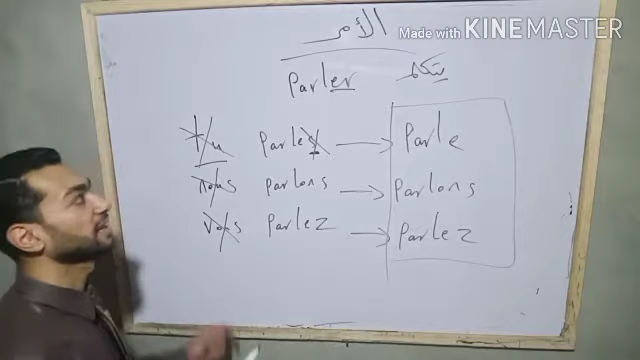 Made with KINEMASTER
الأمر
Parler يتكلم
Tu Parles → Parle
nous parlons → parlons
vous parlez → parlez